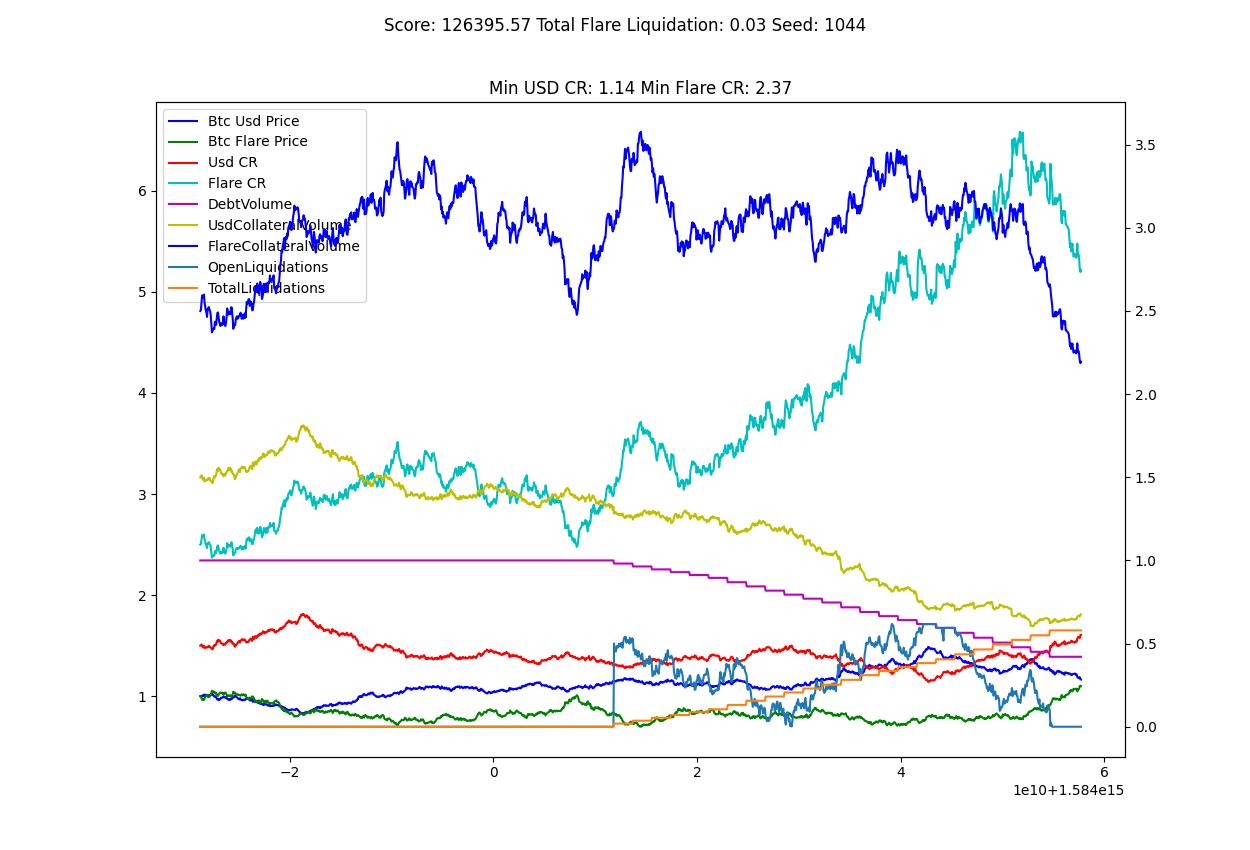 Score: 126395.57 Total Flare Liquidation: 0.03 Seed: 1044
Min USD CR: 1.14 Min Flare CR: 2.37
Btc Usd Price
Btc Flare Price
Usd CR
Flare CR
DebtVolume
UsdCollateralVolume
FlareCollateralVolume
OpenLiquidations
TotalLiquidations
6
5
4
3
2
1
3.5
3.0
2.5
2.0
1.5
1.0
0.5
0.0
−2
0
2
4
6
1e10+1.584e15